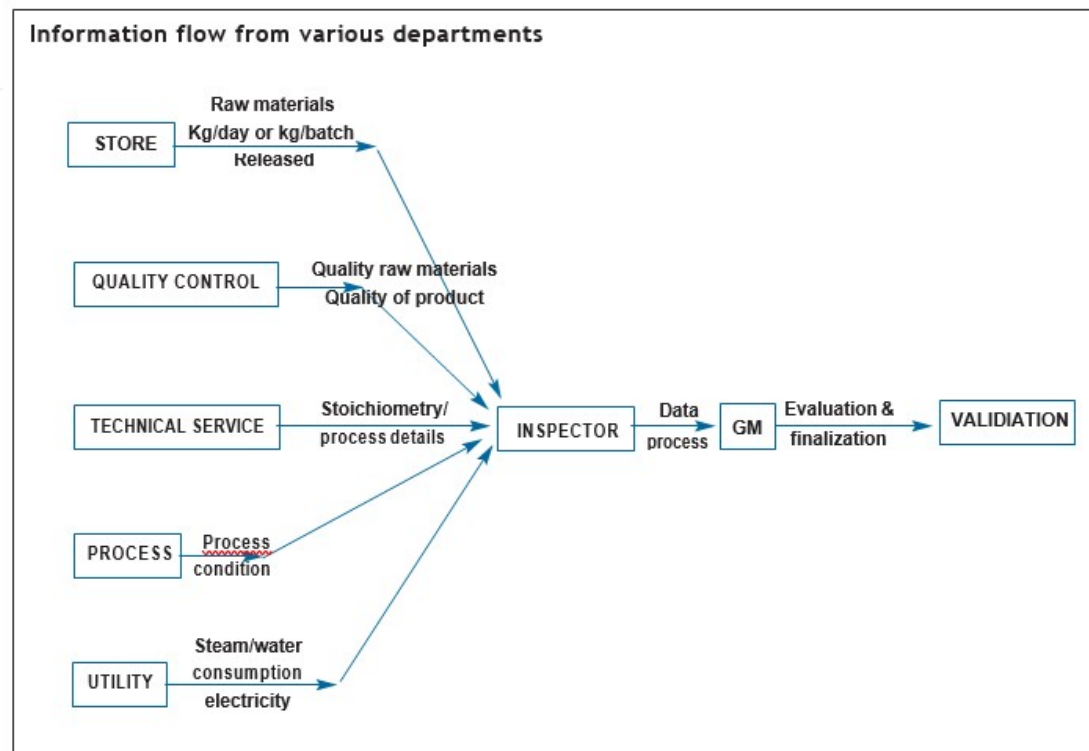 Information flow from various departments
Raw materials
Kg/day or kg/batch
Released
STORE
Quality raw materials
Quality of product
QUALITY CONTROL
Stoichiometry/
process details
TECHNICAL SERVICE
INSPECTOR
Data
process
GM
Evaluation &
finalization
VALIDIATION
PROCESS
Process
condition
Steam/water
consumption
electricity
UTILITY